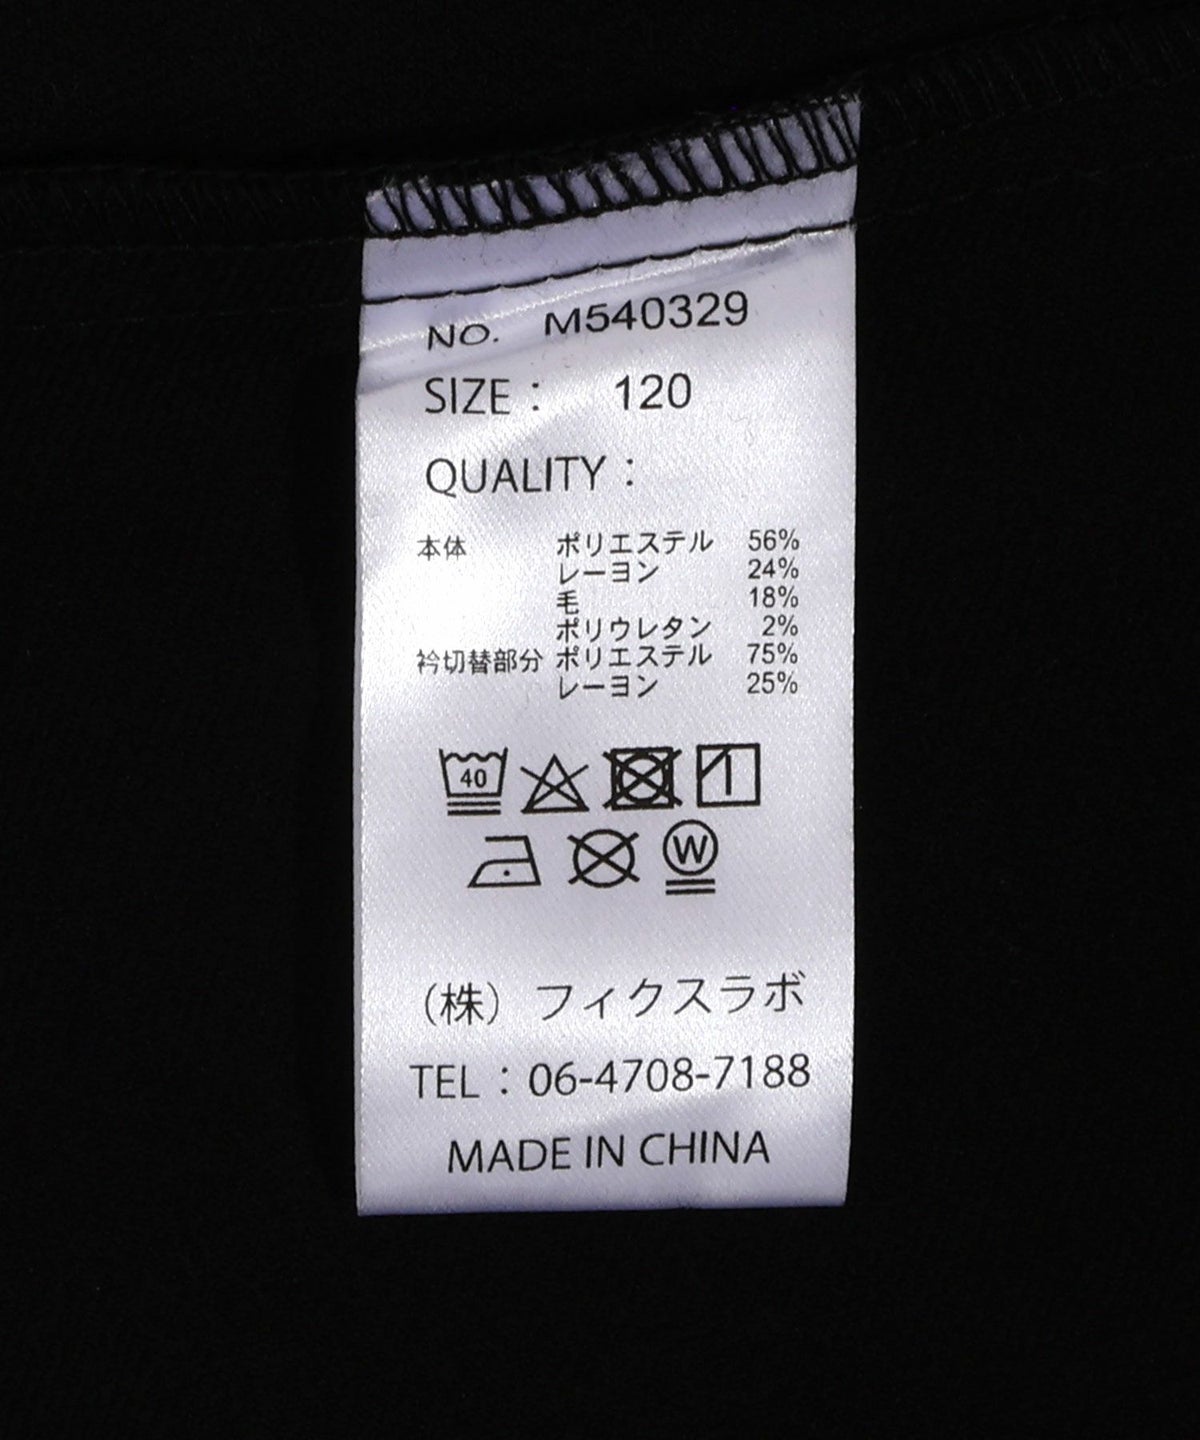 NO. M540329
SIZE : 120
QUALITY :
本体 ポリエステル 56%
レーヨン 24%
毛 18%
ポリウレタン 2%
衿切替部分 ポリエステル 75%
レーヨン 25%
40
W
(株) フィクスラボ
TEL : 06-4708-7188
MADE IN CHINA